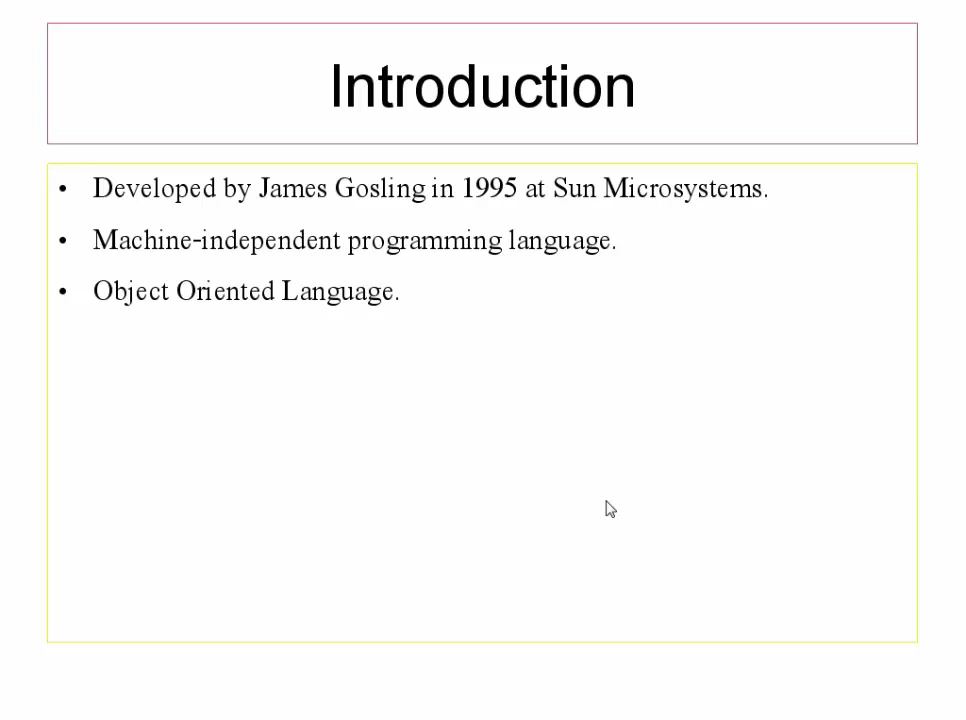 Introduction
• Developed by James Gosling in 1995 at Sun Microsystems.
• Machine-independent programming language.
• Object Oriented Language.